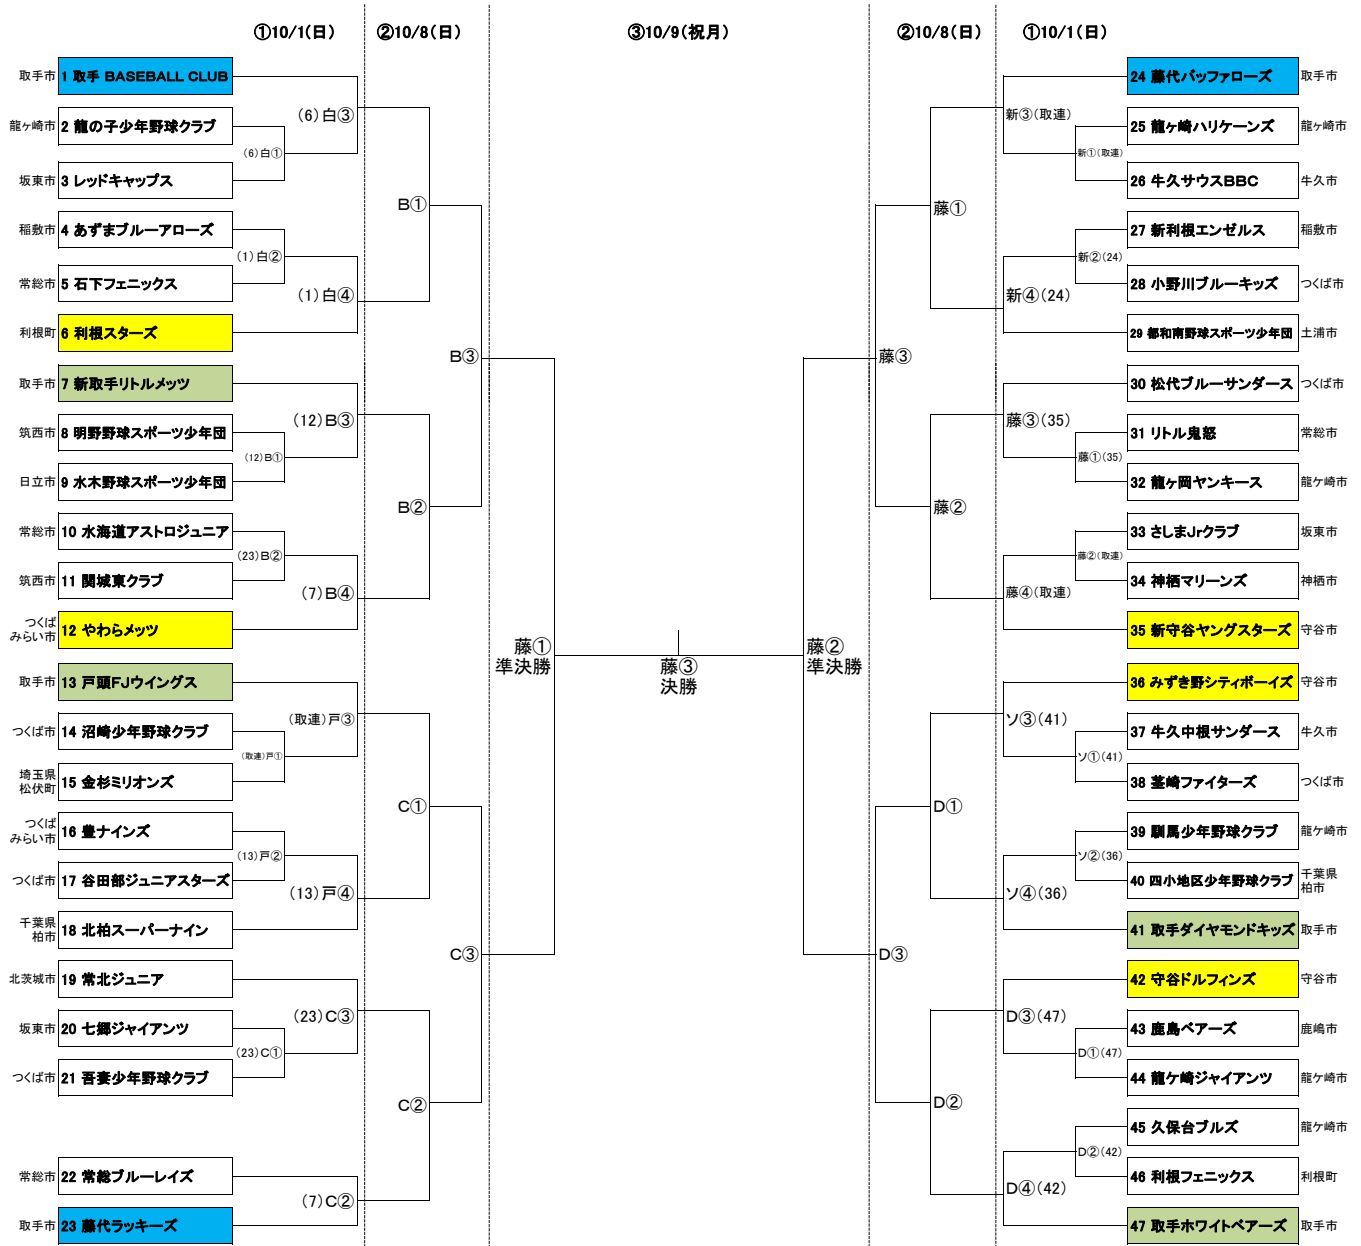 ①10/1(日)
②10/8(日)
③10/9(祝月)
②10/8(日)
①10/1(日)
取手市 1 取手 BASEBALL CLUB
(6)白③
龍ヶ崎市 2 龍の子少年野球クラブ
(6)白①
坂東市 3 レッドキャップス
B①
稲敷市 4 あずまブルーアローズ
(1)白②
常総市 5 石下フェニックス
(1)白④
利根町 6 利根スターズ
B③
取手市 7 新取手リトルメッツ
(12)B③
筑西市 8 明野野球スポーツ少年団
(12)B①
日立市 9 水木野球スポーツ少年団
B②
常総市 10 水海道アストロジュニア
(23)B②
筑西市 11 関城東クラブ
(7)B④
つくば
みらい市 12 やわらメッツ
藤①
準決勝
取手市 13 戸頭FJウイングス
(取連)戸③
つくば市 14 沼崎少年野球クラブ
(取連)戸①
埼玉県
松伏町 15 金杉ミリオンズ
C①
つくば
みらい市 16 豊ナインズ
(13)戸②
つくば市 17 谷田部ジュニアスターズ
(13)戸④
千葉県
柏市 18 北柏スーパーナイン
C③
北茨城市 19 常北ジュニア
(23)C③
坂東市 20 七郷ジャイアンツ
(23)C①
つくば市 21 吾妻少年野球クラブ
C②
常総市 22 常総ブルーレイズ
(7)C②
取手市 23 藤代ラッキーズ
藤③
決勝
24 藤代バッファローズ 取手市
新③(取連)
25 龍ヶ崎ハリケーンズ 龍ヶ崎市
新①(取連)
26 牛久サウスBBC 牛久市
藤①
27 新利根エンゼルス 稲敷市
新②(24)
28 小野川ブルーキッズ つくば市
新④(24)
29 都和南野球スポーツ少年団 土浦市
藤③
30 松代ブルーサンダース つくば市
藤③(35)
31 リトル鬼怒 常総市
藤①(35)
32 龍ヶ岡ヤンキース 龍ケ崎市
藤②
33 さしまJrクラブ 坂東市
藤②(取連)
34 神栖マリーンズ 神栖市
藤④(取連)
35 新守谷ヤングスターズ 守谷市
藤②
準決勝
36 みずき野シティボーイズ 守谷市
ソ③(41)
37 牛久中根サンダース 牛久市
ソ①(41)
38 茎崎ファイターズ つくば市
D①
39 馴馬少年野球クラブ 龍ケ崎市
ソ②(36)
40 四小地区少年野球クラブ 千葉県
柏市
ソ④(36)
41 取手ダイヤモンドキッズ 取手市
D③
42 守谷ドルフィンズ 守谷市
D③(47)
43 鹿島ベアーズ 鹿嶋市
D①(47)
44 龍ケ崎ジャイアンツ 龍ケ崎市
D②
45 久保台ブルズ 龍ケ崎市
D②(42)
46 利根フェニックス 利根町
D④(42)
47 取手ホワイトベアーズ 取手市